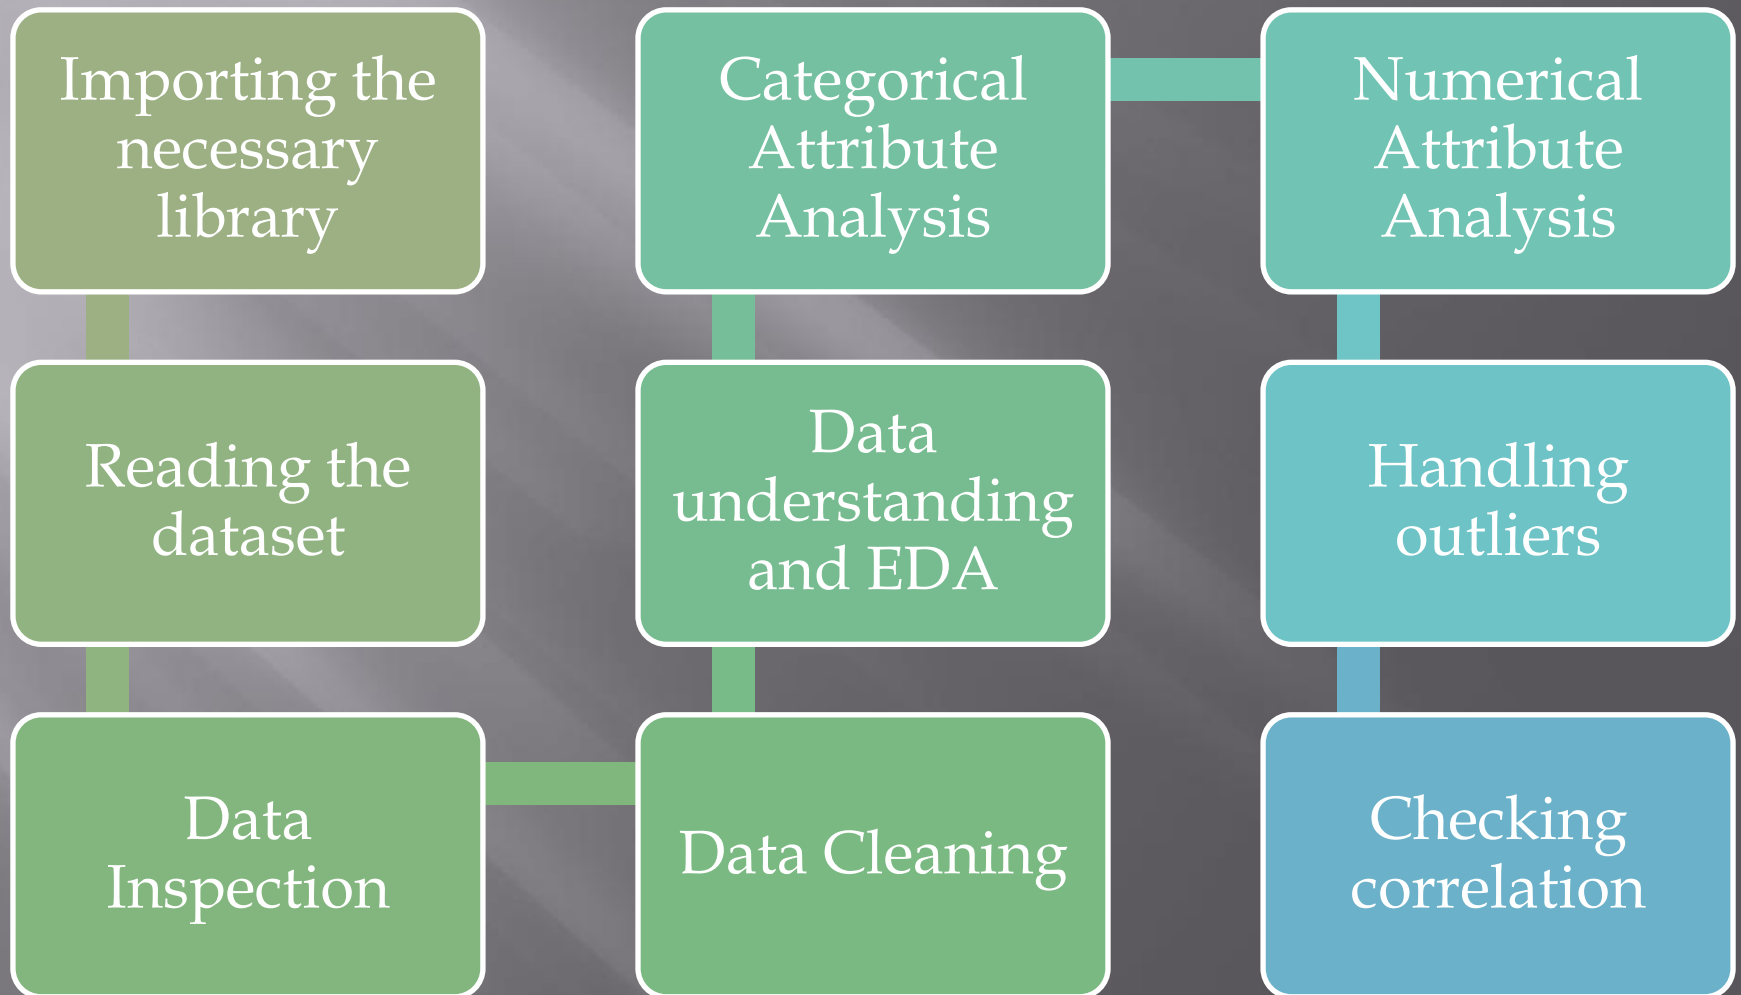 Importing the
necessary
library
Reading the
dataset
Data
Inspection
Data Cleaning
Data
understanding
and EDA
Categorical
Attribute
Analysis
Numerical
Attribute
Analysis
Handling
outliers
Checking
correlation